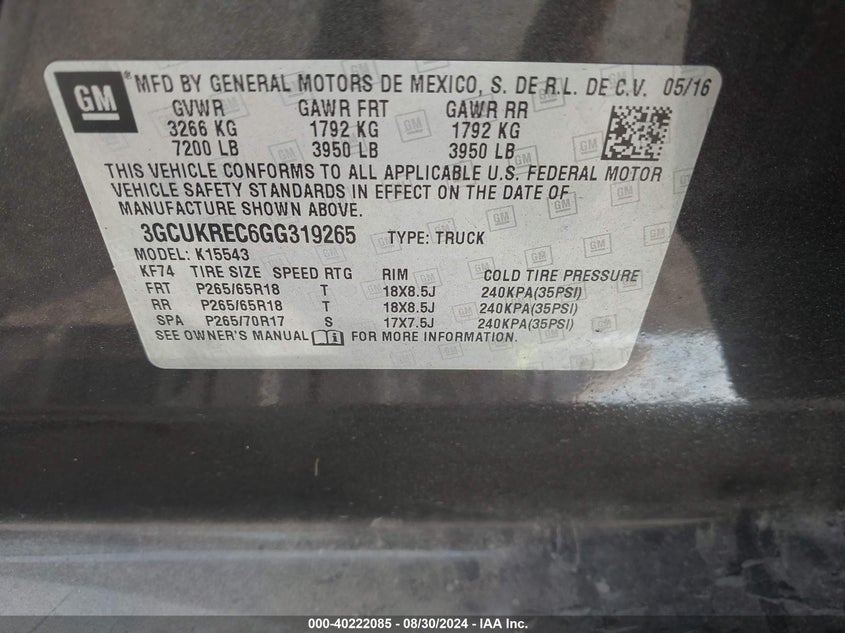 GM ® MFD BY GENERAL MOTORS DE MEXICO, S. DE R.L. DE C.V. 05/16
GVWR GAWR FRT GAWR RR
3266 KG 1792 KG 1792 KG
7200 LB 3950 LB 3950 LB
THIS VEHICLE CONFORMS TO ALL APPLICABLE U.S. FEDERAL MOTOR
VEHICLE SAFETY STANDARDS IN EFFECT ON THE DATE OF
MANUFACTURE SHOWN ABOVE.
3GCUKREC6GG319265 TYPE: TRUCK
MODEL: K15543
KF74 TIRE SIZE SPEED RTG RIM COLD TIRE PRESSURE
FRT P265/65R18 T 18X8.5J 240KPA(35PSI)
RR P265/65R18 T 18X8.5J 240KPA(35PSI)
SPA P265/70R17 S 17X7.5J 240KPA(35PSI)
SEE OWNER'S MANUAL FOR MORE INFORMATION.
000-40222085 - 08/30/2024 - IAA Inc.